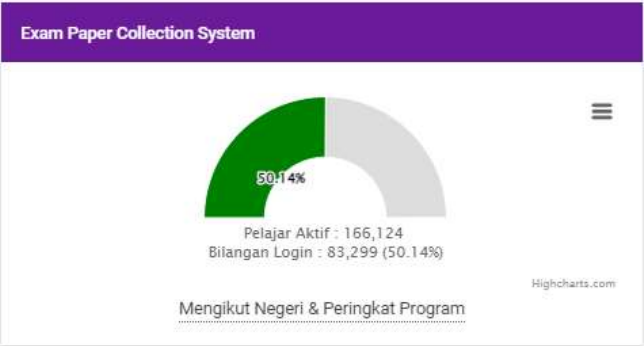 Exam Paper Collection System
50.14%
Pelajar Aktif : 166,124
Bilangan Login : 83,299 (50.14%)
Highcharts.com
Mengikut Negeri & Peringkat Program